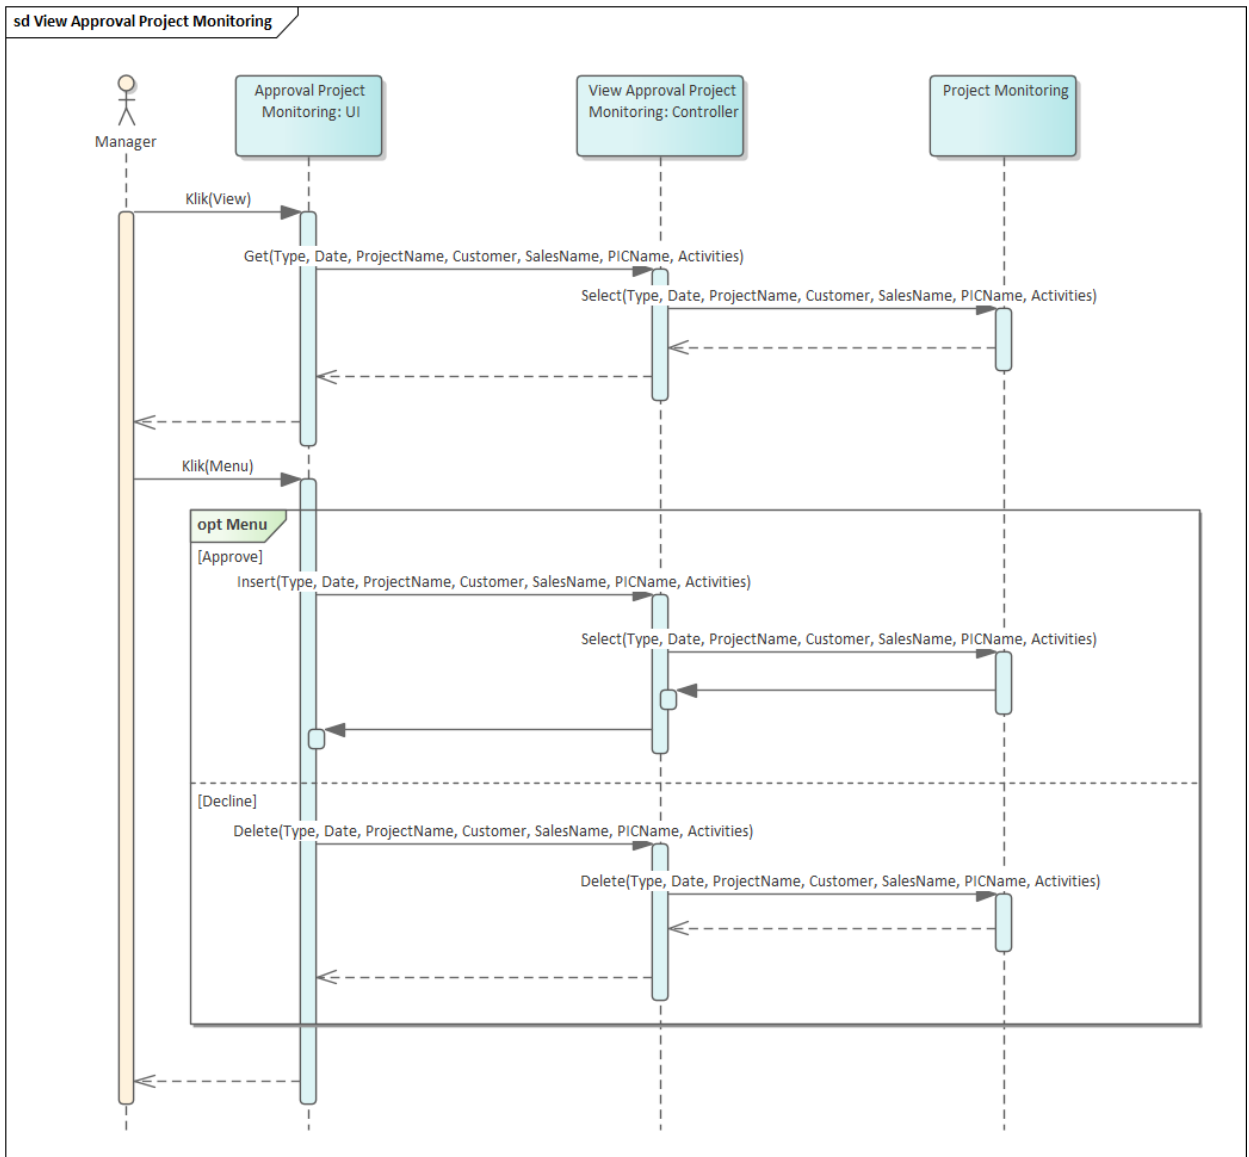 sd View Approval Project Monitoring
Manager
Approval Project
Monitoring: UI
View Approval Project
Monitoring: Controller
Project Monitoring
Klik(View)
Get(Type, Date, ProjectName, Customer, SalesName, PICName, Activities)
Select(Type, Date, ProjectName, Customer, SalesName, PICName, Activities)
Klik(Menu)
opt Menu
[Approve]
Insert(Type, Date, ProjectName, Customer, SalesName, PICName, Activities)
Select(Type, Date, ProjectName, Customer, SalesName, PICName, Activities)
[Decline]
Delete(Type, Date, ProjectName, Customer, SalesName, PICName, Activities)
Delete(Type, Date, ProjectName, Customer, SalesName, PICName, Activities)